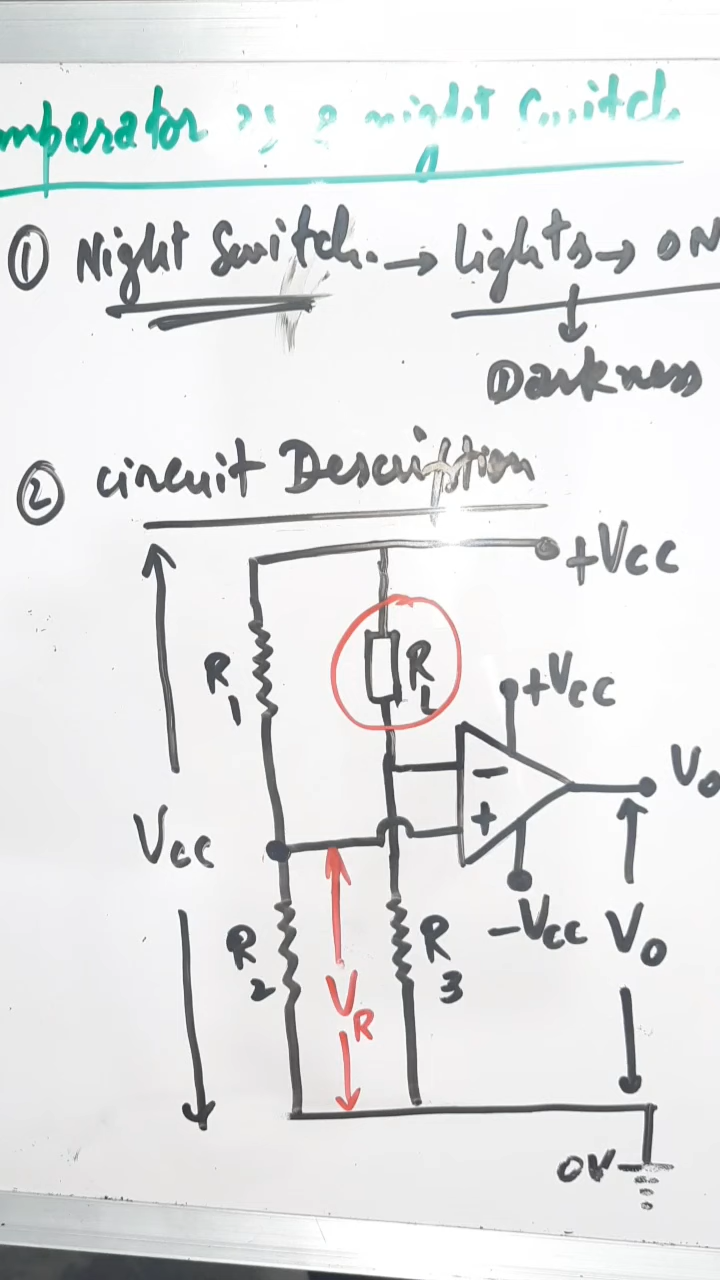 mparator as a night Switch
① Night Switch. → Lights → ON
↓
Darkness
② circuit Description
+Vcc
R1
RL
+Vcc
Vo
−
+
Vcc
-Vcc
R2
VR
R3
Vo
0V